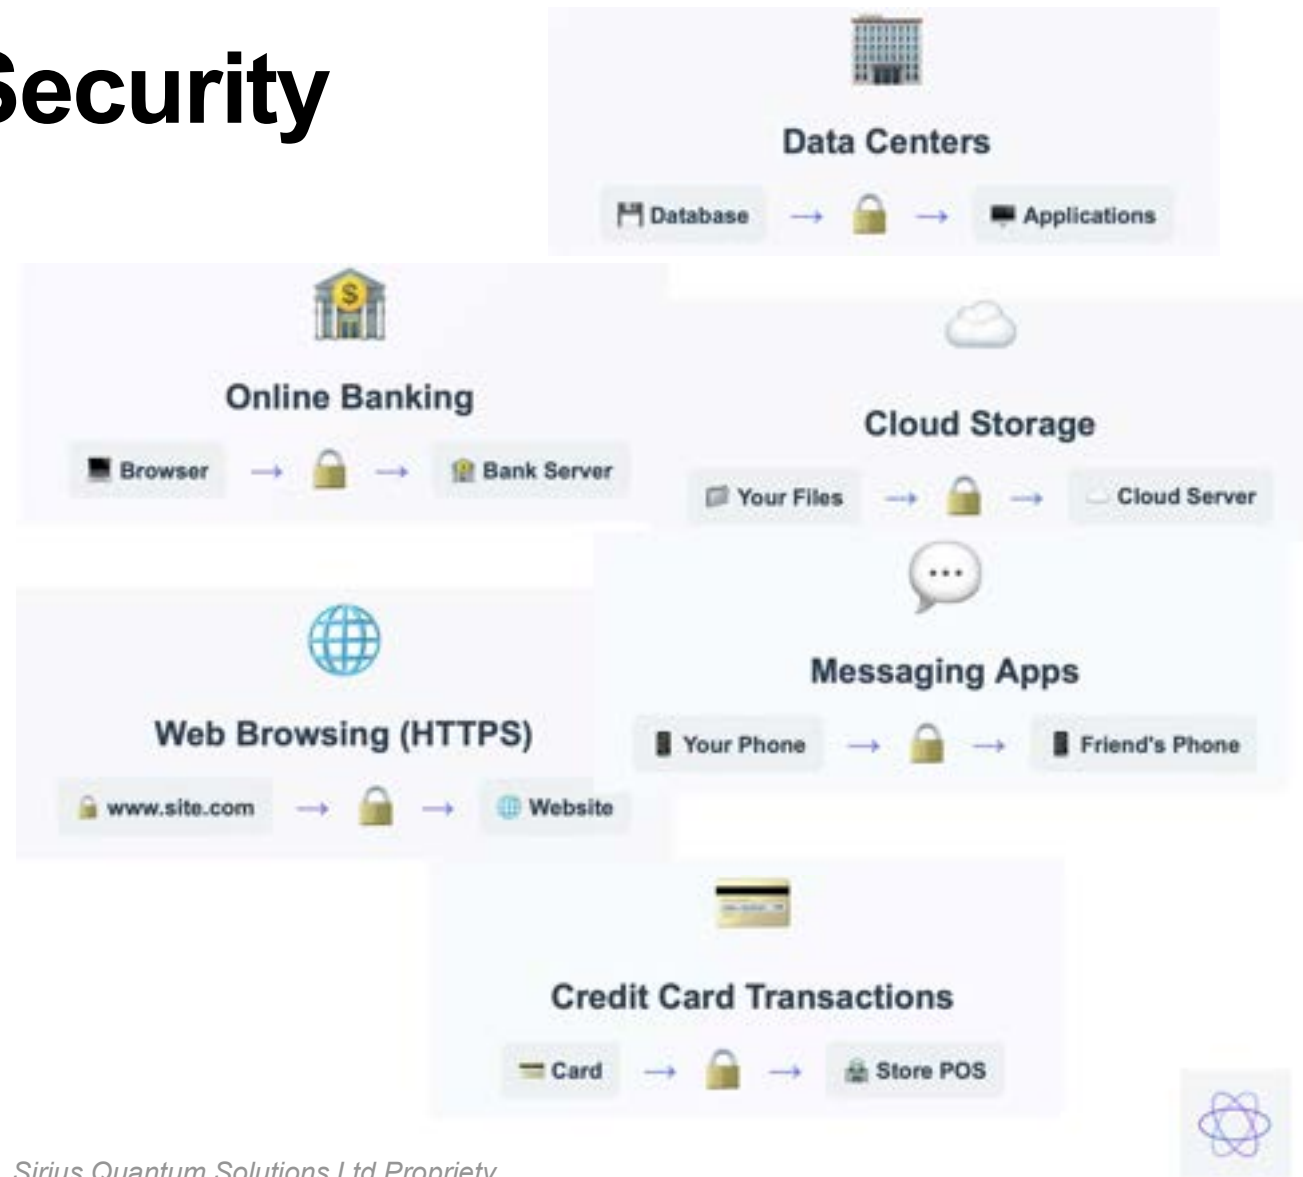 Security
Data Centers
Database → → Applications
Online Banking
Browser → → Bank Server
Cloud Storage
Your Files → → Cloud Server
Messaging Apps
Your Phone → → Friend's Phone
Web Browsing (HTTPS)
www.site.com → → Website
Credit Card Transactions
Card → → Store POS
Sirius Quantum Solutions Ltd Propriety